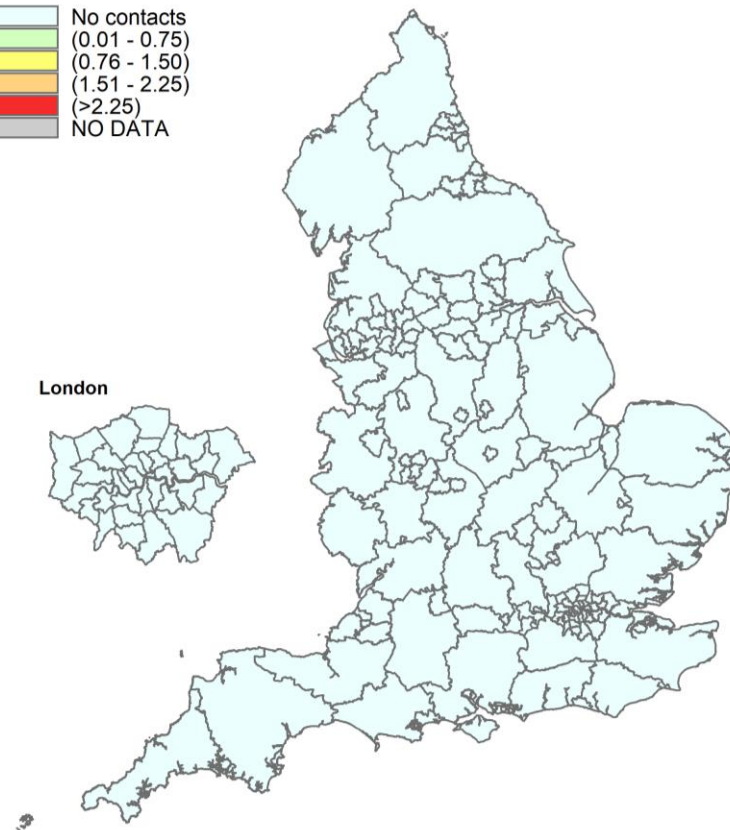 No contacts
(0.01 - 0.75)
(0.76 - 1.50)
(1.51 - 2.25)
(>2.25)
NO DATA
London